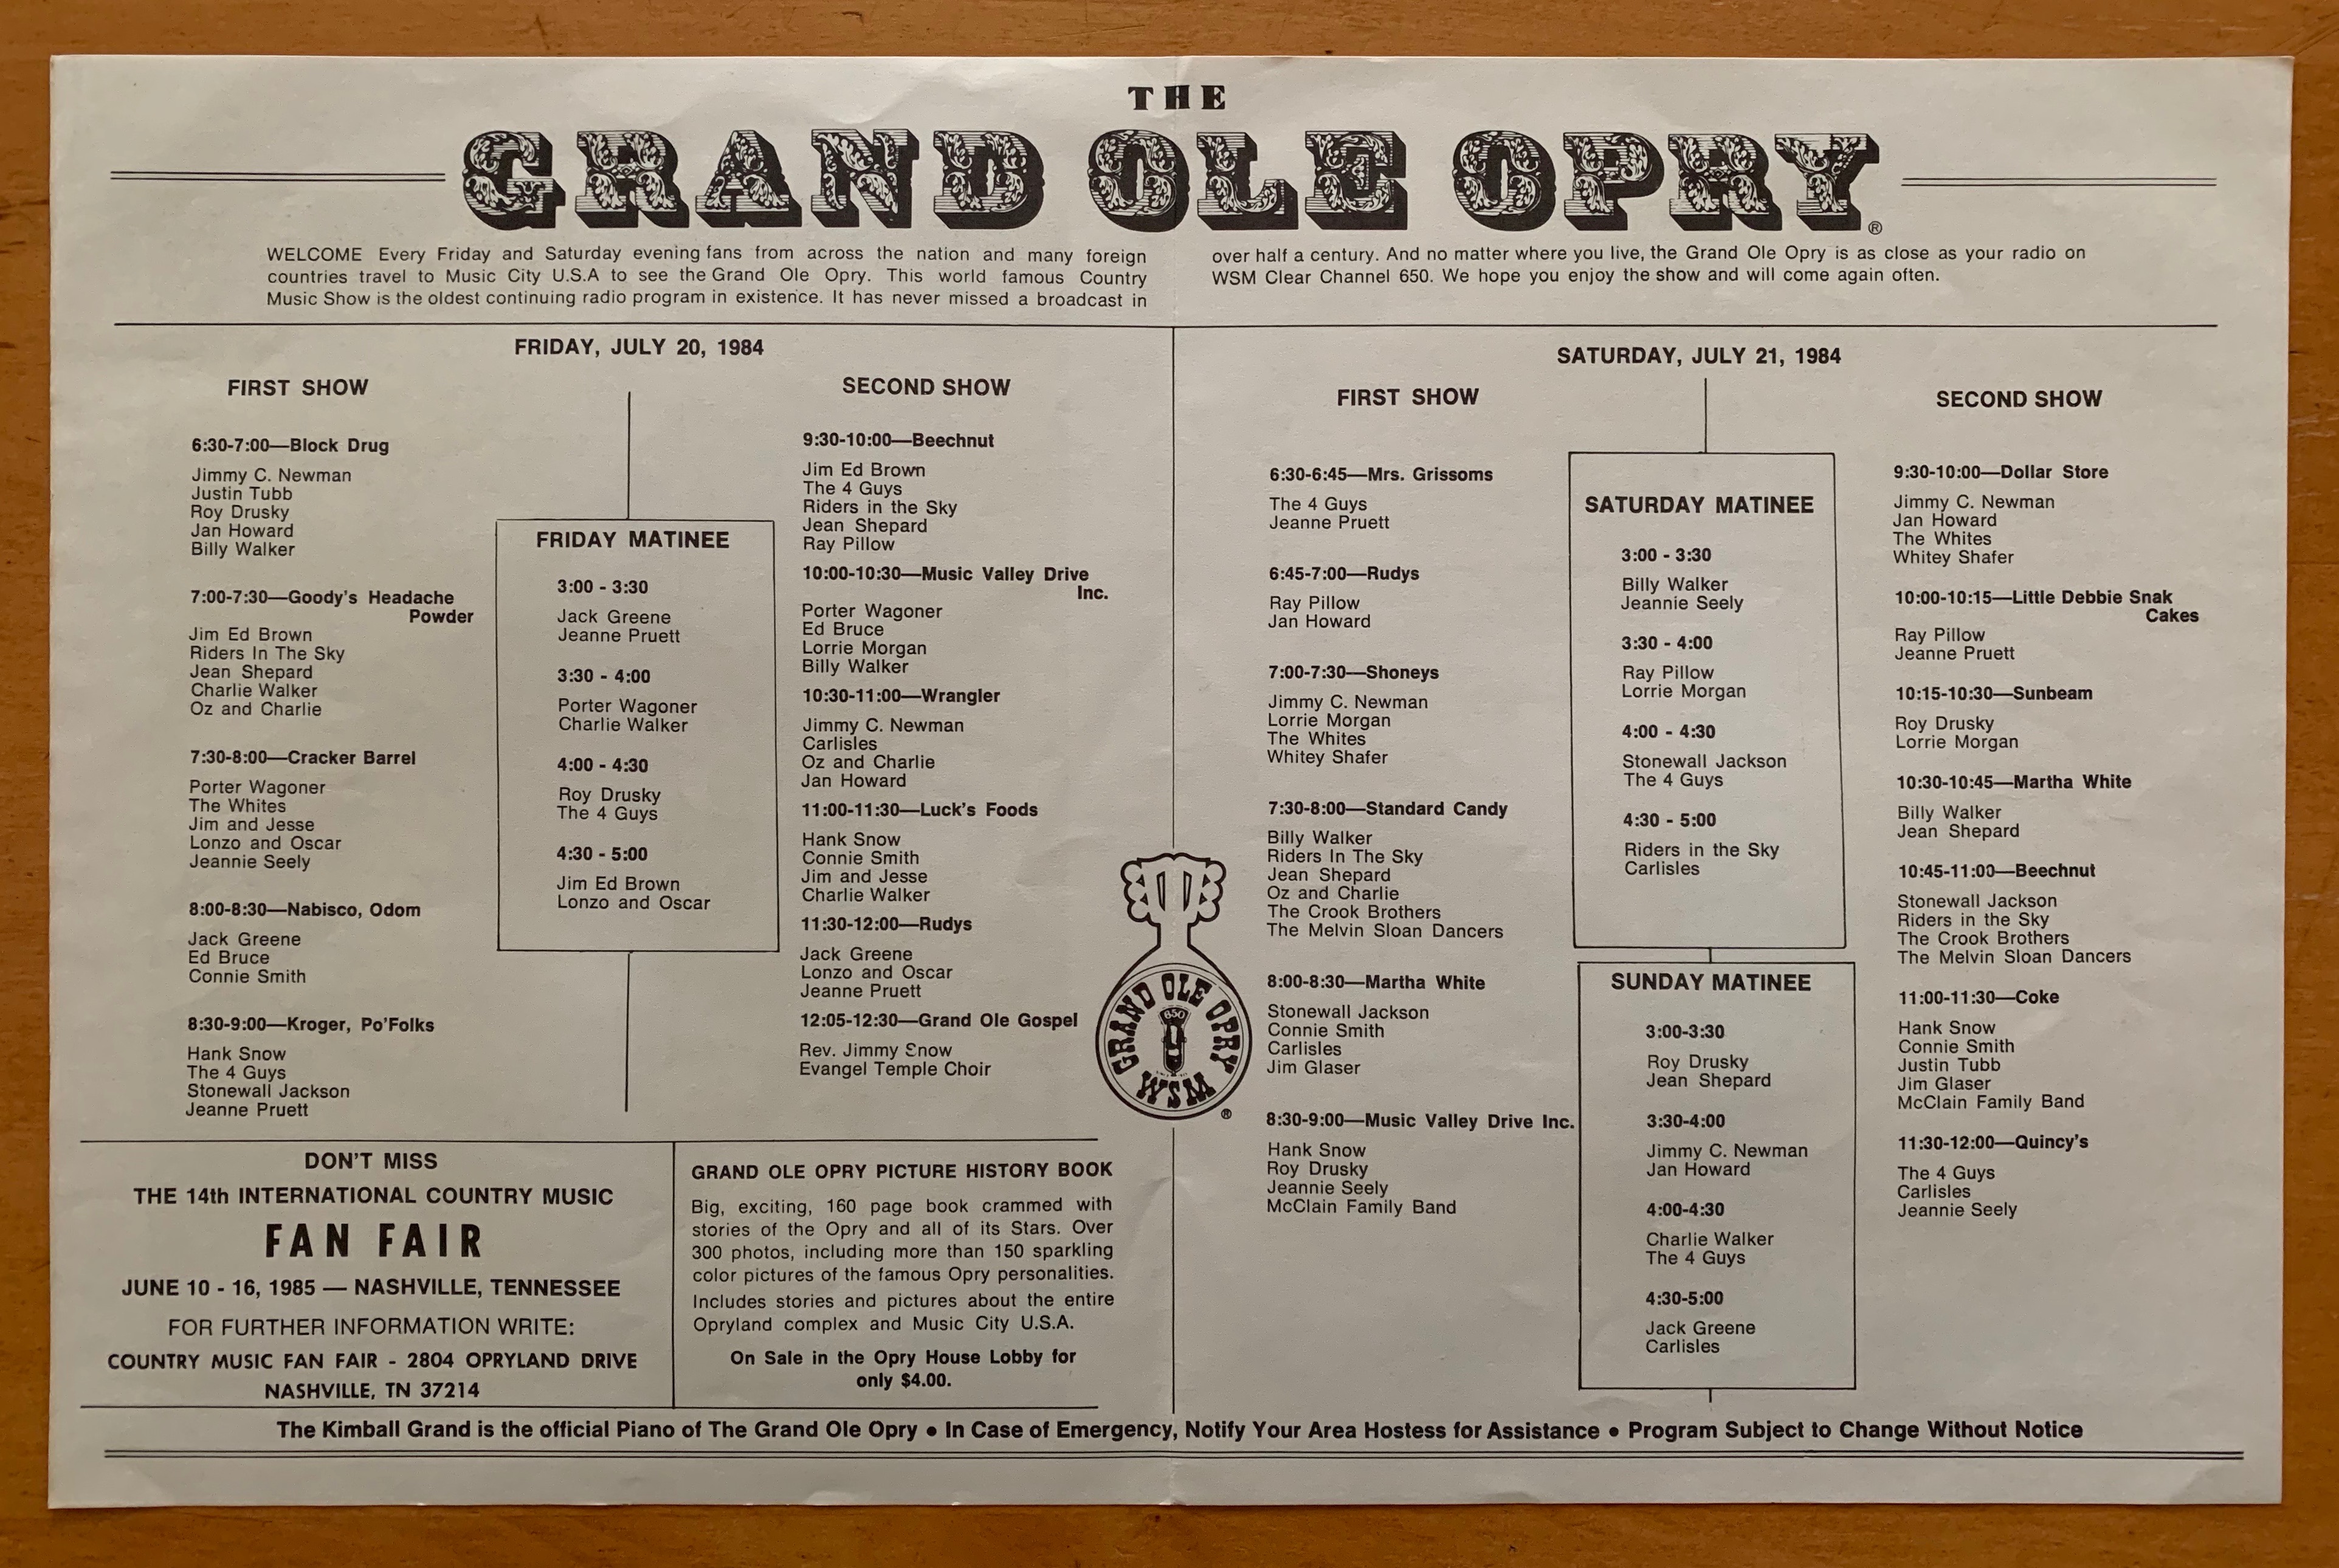 THE
GRAND OLE OPRY®
WELCOME Every Friday and Saturday evening fans from across the nation and many foreign
countries travel to Music City U.S.A to see the Grand Ole Opry. This world famous Country
Music Show is the oldest continuing radio program in existence. It has never missed a broadcast in
over half a century. And no matter where you live, the Grand Ole Opry is as close as your radio on
WSM Clear Channel 650. We hope you enjoy the show and will come again often.
FRIDAY, JULY 20, 1984
FIRST SHOW
6:30-7:00—Block Drug
Jimmy C. Newman
Justin Tubb
Roy Drusky
Jan Howard
Billy Walker
7:00-7:30—Goody's Headache
Powder
Jim Ed Brown
Riders In The Sky
Jean Shepard
Charlie Walker
Oz and Charlie
7:30-8:00—Cracker Barrel
Porter Wagoner
The Whites
Jim and Jesse
Lonzo and Oscar
Jeannie Seely
8:00-8:30—Nabisco, Odom
Jack Greene
Ed Bruce
Connie Smith
8:30-9:00—Kroger, Po'Folks
Hank Snow
The 4 Guys
Stonewall Jackson
Jeanne Pruett
FRIDAY MATINEE
3:00 - 3:30
Jack Greene
Jeanne Pruett
3:30 - 4:00
Porter Wagoner
Charlie Walker
4:00 - 4:30
Roy Drusky
The 4 Guys
4:30 - 5:00
Jim Ed Brown
Lonzo and Oscar
SECOND SHOW
9:30-10:00—Beechnut
Jim Ed Brown
The 4 Guys
Riders in the Sky
Jean Shepard
Ray Pillow
10:00-10:30—Music Valley Drive
Inc.
Porter Wagoner
Ed Bruce
Lorrie Morgan
Billy Walker
10:30-11:00—Wrangler
Jimmy C. Newman
Carlisles
Oz and Charlie
Jan Howard
11:00-11:30—Luck's Foods
Hank Snow
Connie Smith
Jim and Jesse
Charlie Walker
11:30-12:00—Rudys
Jack Greene
Lonzo and Oscar
Jeanne Pruett
12:05-12:30—Grand Ole Gospel
Rev. Jimmy Snow
Evangel Temple Choir
GRAND OLE OPRY
650
WSM
®
SATURDAY, JULY 21, 1984
FIRST SHOW
6:30-6:45—Mrs. Grissoms
The 4 Guys
Jeanne Pruett
6:45-7:00—Rudys
Ray Pillow
Jan Howard
7:00-7:30—Shoneys
Jimmy C. Newman
Lorrie Morgan
The Whites
Whitey Shafer
7:30-8:00—Standard Candy
Billy Walker
Riders In The Sky
Jean Shepard
Oz and Charlie
The Crook Brothers
The Melvin Sloan Dancers
8:00-8:30—Martha White
Stonewall Jackson
Connie Smith
Carlisles
Jim Glaser
8:30-9:00—Music Valley Drive Inc.
Hank Snow
Roy Drusky
Jeannie Seely
McClain Family Band
SATURDAY MATINEE
3:00 - 3:30
Billy Walker
Jeannie Seely
3:30 - 4:00
Ray Pillow
Lorrie Morgan
4:00 - 4:30
Stonewall Jackson
The 4 Guys
4:30 - 5:00
Riders in the Sky
Carlisles
SUNDAY MATINEE
3:00-3:30
Roy Drusky
Jean Shepard
3:30-4:00
Jimmy C. Newman
Jan Howard
4:00-4:30
Charlie Walker
The 4 Guys
4:30-5:00
Jack Greene
Carlisles
SECOND SHOW
9:30-10:00—Dollar Store
Jimmy C. Newman
Jan Howard
The Whites
Whitey Shafer
10:00-10:15—Little Debbie Snak
Cakes
Ray Pillow
Jeanne Pruett
10:15-10:30—Sunbeam
Roy Drusky
Lorrie Morgan
10:30-10:45—Martha White
Billy Walker
Jean Shepard
10:45-11:00—Beechnut
Stonewall Jackson
Riders in the Sky
The Crook Brothers
The Melvin Sloan Dancers
11:00-11:30—Coke
Hank Snow
Connie Smith
Justin Tubb
Jim Glaser
McClain Family Band
11:30-12:00—Quincy's
The 4 Guys
Carlisles
Jeannie Seely
DON'T MISS
THE 14th INTERNATIONAL COUNTRY MUSIC
FAN FAIR
JUNE 10 - 16, 1985 — NASHVILLE, TENNESSEE
FOR FURTHER INFORMATION WRITE:
COUNTRY MUSIC FAN FAIR - 2804 OPRYLAND DRIVE
NASHVILLE, TN 37214
GRAND OLE OPRY PICTURE HISTORY BOOK
Big, exciting, 160 page book crammed with
stories of the Opry and all of its Stars. Over
300 photos, including more than 150 sparkling
color pictures of the famous Opry personalities.
Includes stories and pictures about the entire
Opryland complex and Music City U.S.A.
On Sale in the Opry House Lobby for
only $4.00.
The Kimball Grand is the official Piano of The Grand Ole Opry • In Case of Emergency, Notify Your Area Hostess for Assistance • Program Subject to Change Without Notice